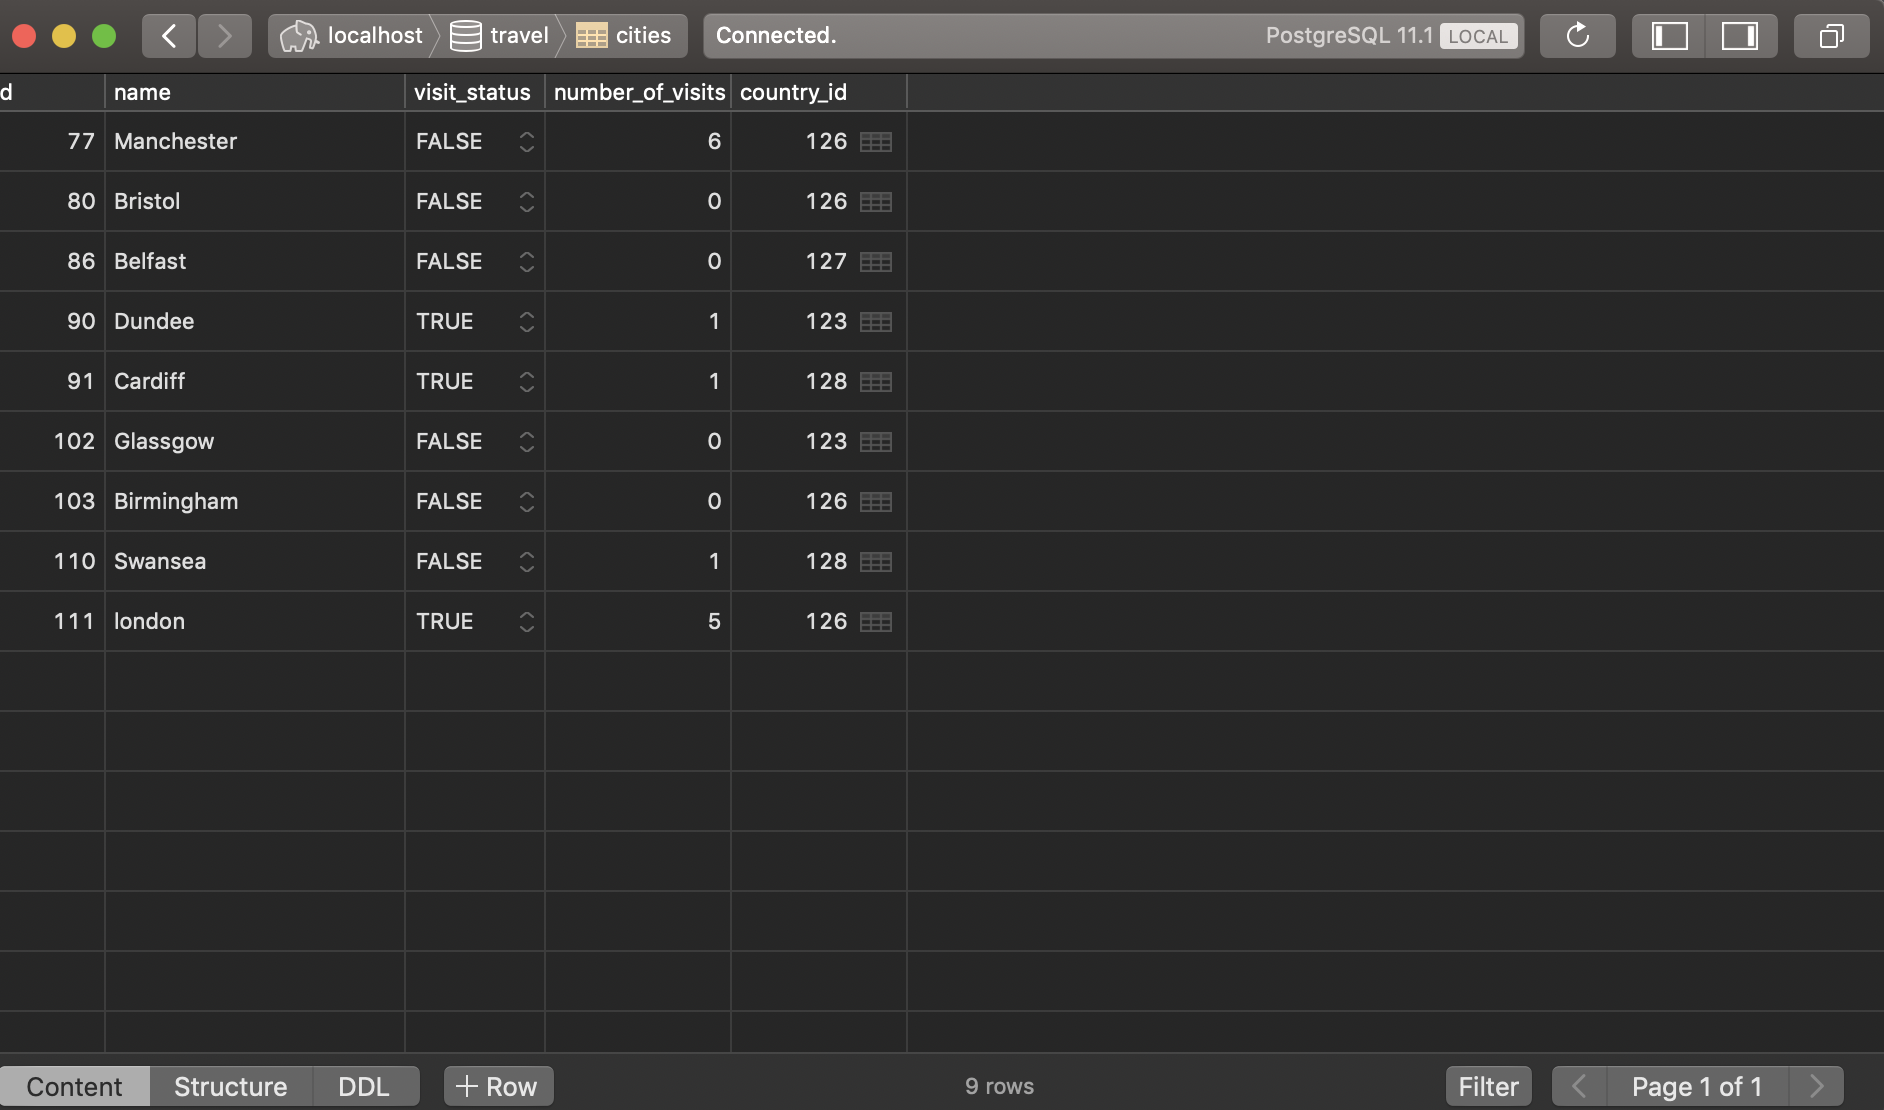 localhost travel cities Connected. PostgreSQL 11.1 LOCAL
d name visit_status number_of_visits country_id
77 Manchester FALSE 6 126
80 Bristol FALSE 0 126
86 Belfast FALSE 0 127
90 Dundee TRUE 1 123
91 Cardiff TRUE 1 128
102 Glassgow FALSE 0 123
103 Birmingham FALSE 0 126
110 Swansea FALSE 1 128
111 london TRUE 5 126
Content Structure DDL + Row 9 rows Filter Page 1 of 1